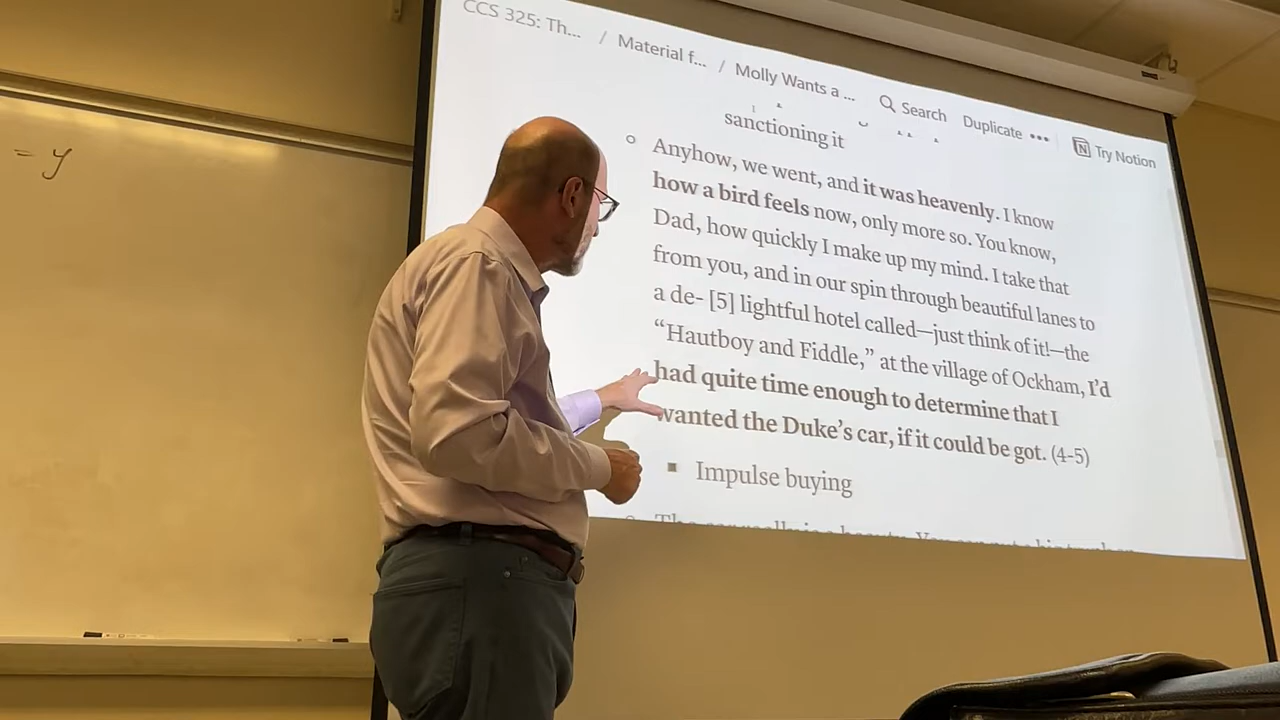 CCS 325: Th... / Material f... / Molly Wants a ... Search Duplicate ••• Try Notion
= y
sanctioning it
Anyhow, we went, and it was heavenly. I know
how a bird feels now, only more so. You know,
Dad, how quickly I make up my mind. I take that
from you, and in our spin through beautiful lanes to
a de- [5] lightful hotel called—just think of it!—the
“Hautboy and Fiddle,” at the village of Ockham, I’d
had quite time enough to determine that I
wanted the Duke’s car, if it could be got. (4-5)
Impulse buying